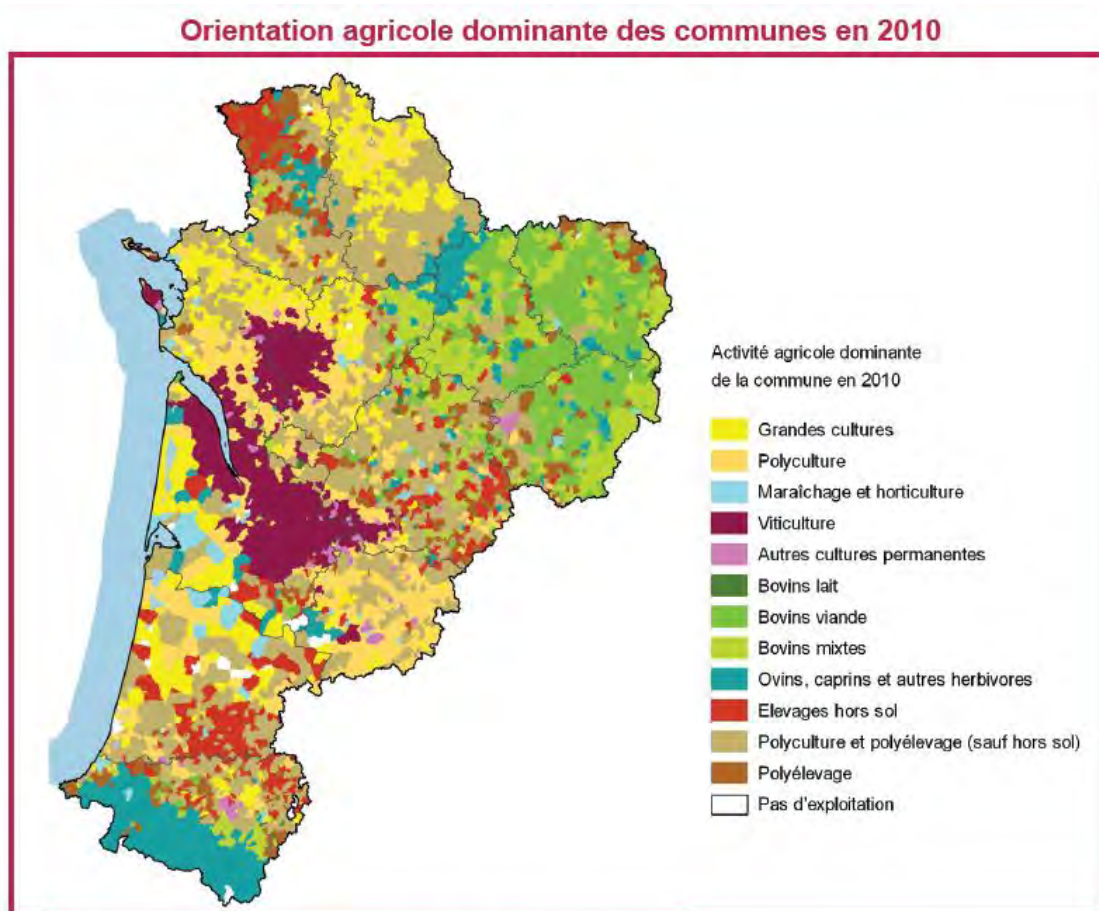 Orientation agricole dominante des communes en 2010
Activité agricole dominante
de la commune en 2010
Grandes cultures
Polyculture
Maraîchage et horticulture
Viticulture
Autres cultures permanentes
Bovins lait
Bovins viande
Bovins mixtes
Ovins, caprins et autres herbivores
Elevages hors sol
Polyculture et polyélevage (sauf hors sol)
Polyélevage
Pas d'exploitation